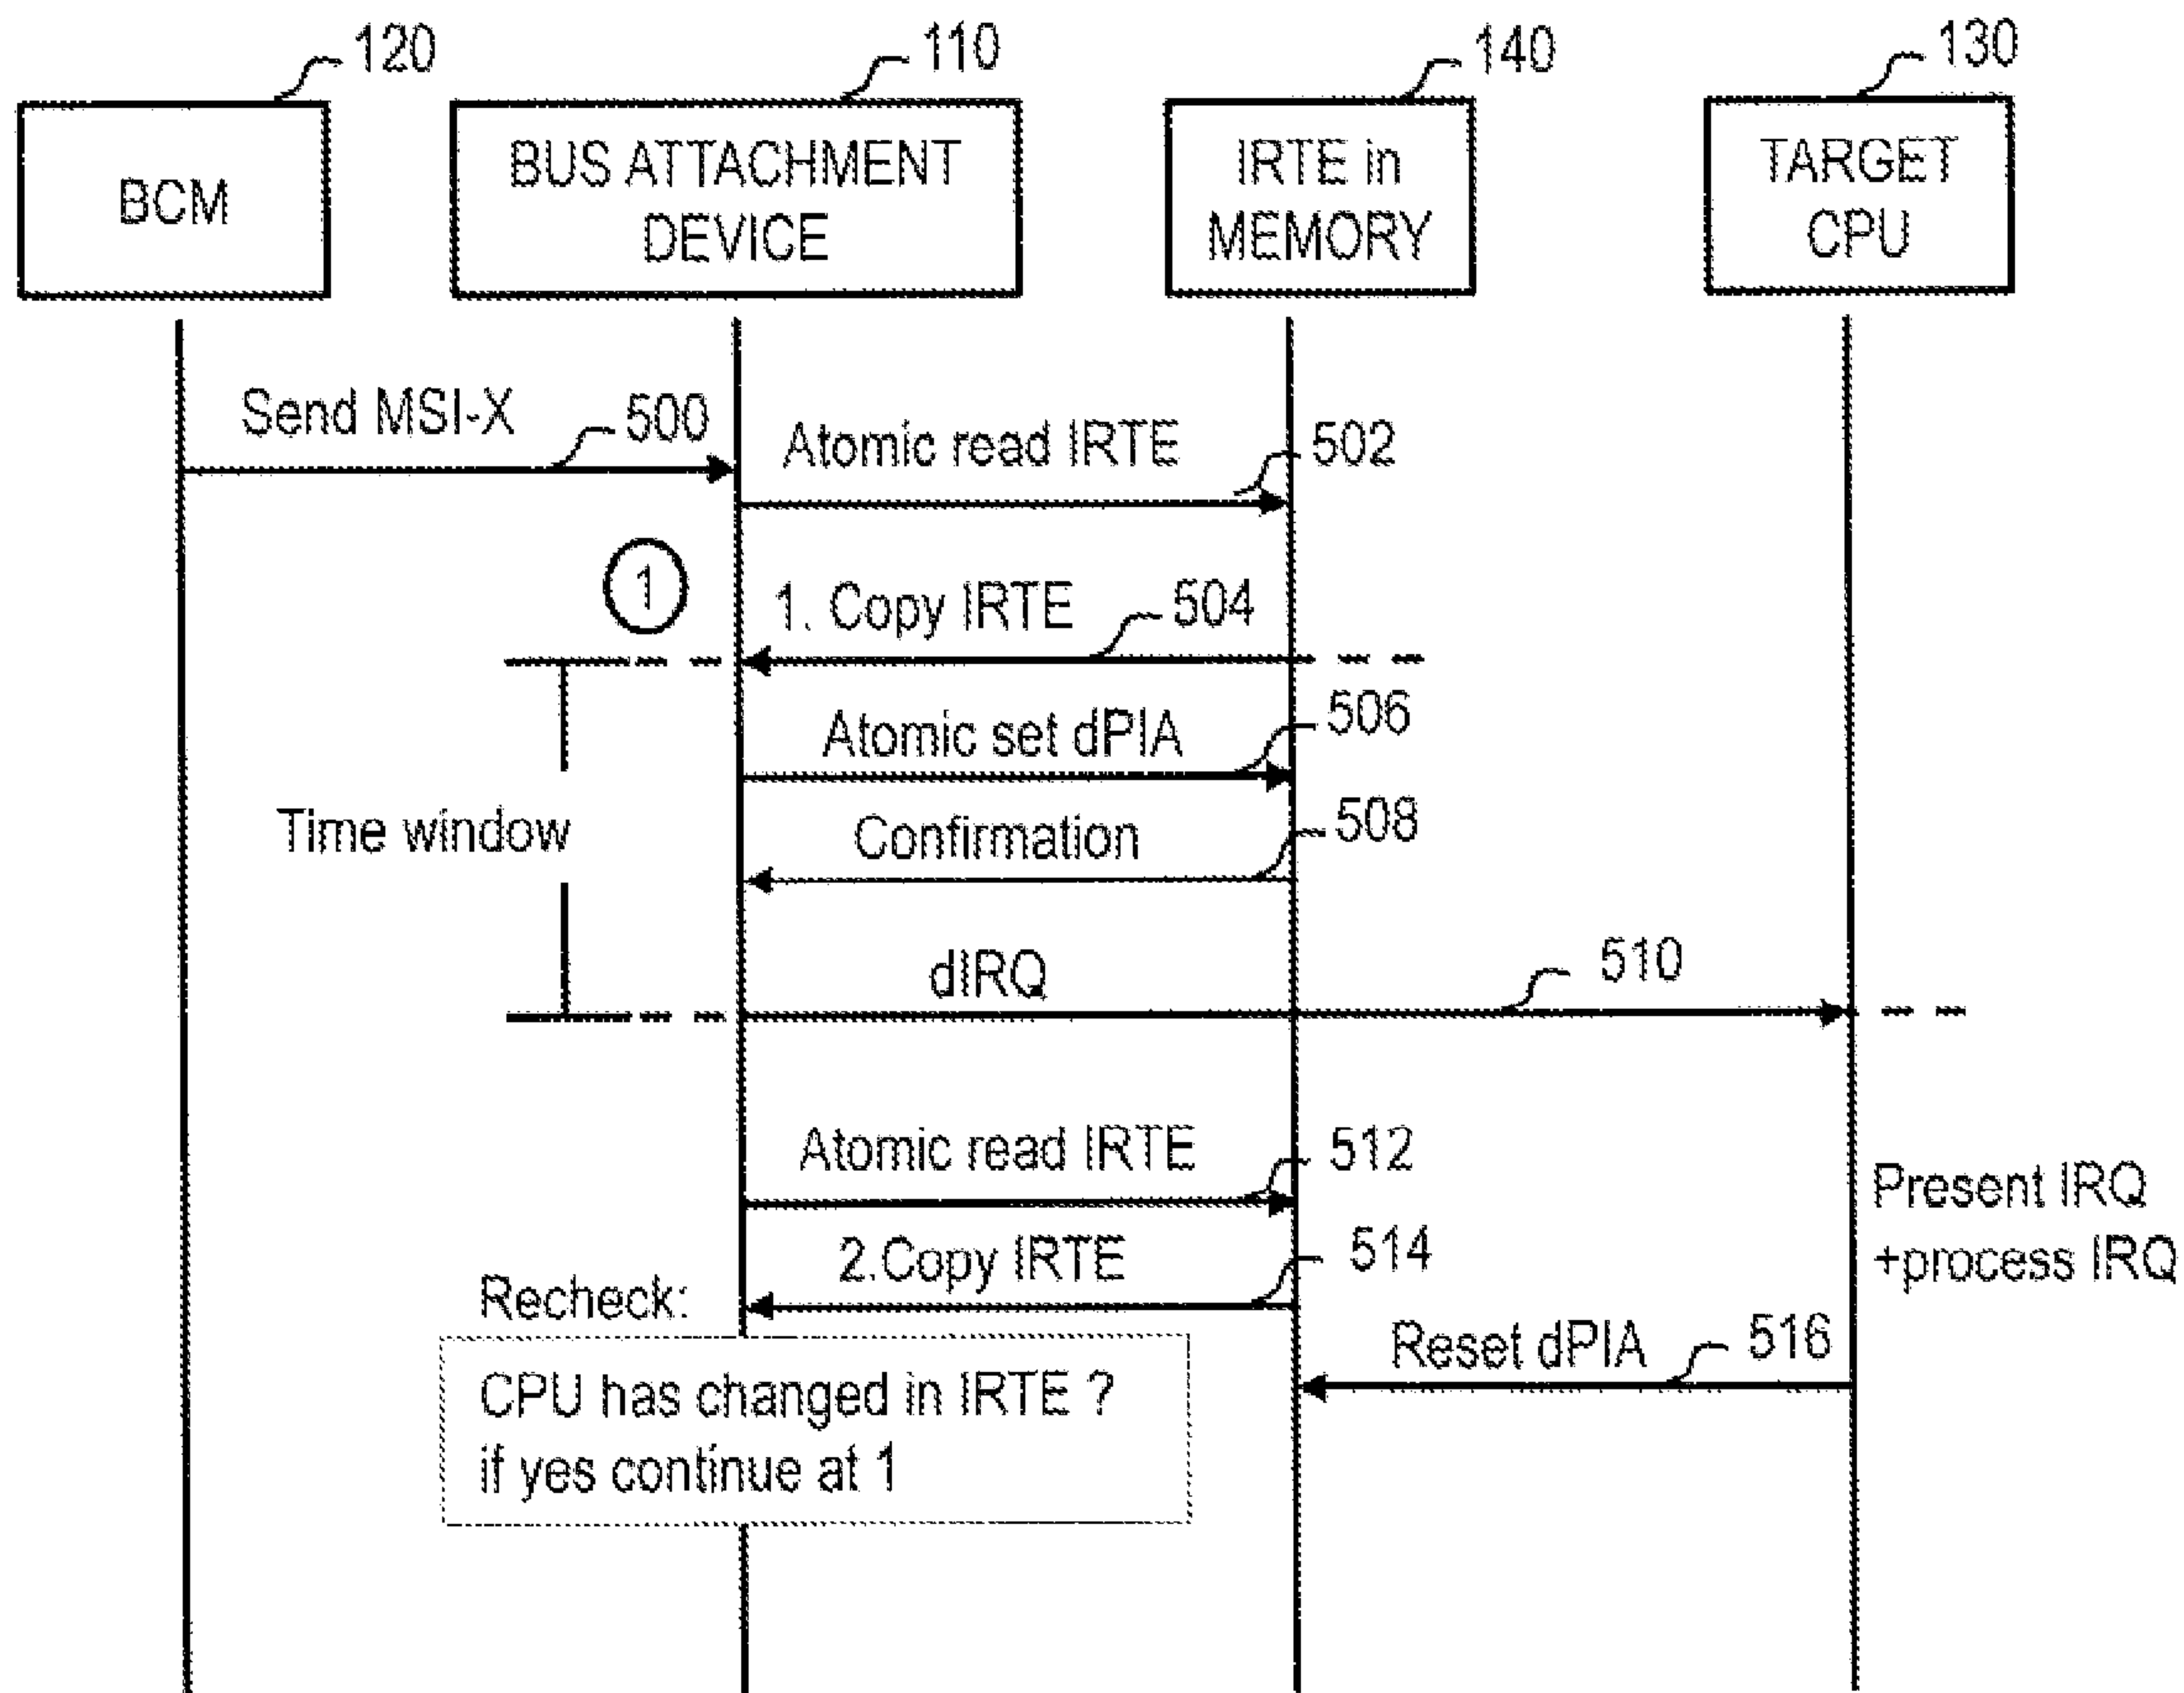 120
110
140
130
BCM
BUS ATTACHMENT
DEVICE
IRTE in
MEMORY
TARGET
CPU
Send MSI-X
500
Atomic read IRTE
502
1
1. Copy IRTE
504
Atomic set dPIA
506
Time window
Confirmation
508
dIRQ
510
Atomic read IRTE
512
Present IRQ
+process IRQ
2.Copy IRTE
514
Recheck:
Reset dPIA
516
CPU has changed in IRTE ?
if yes continue at 1